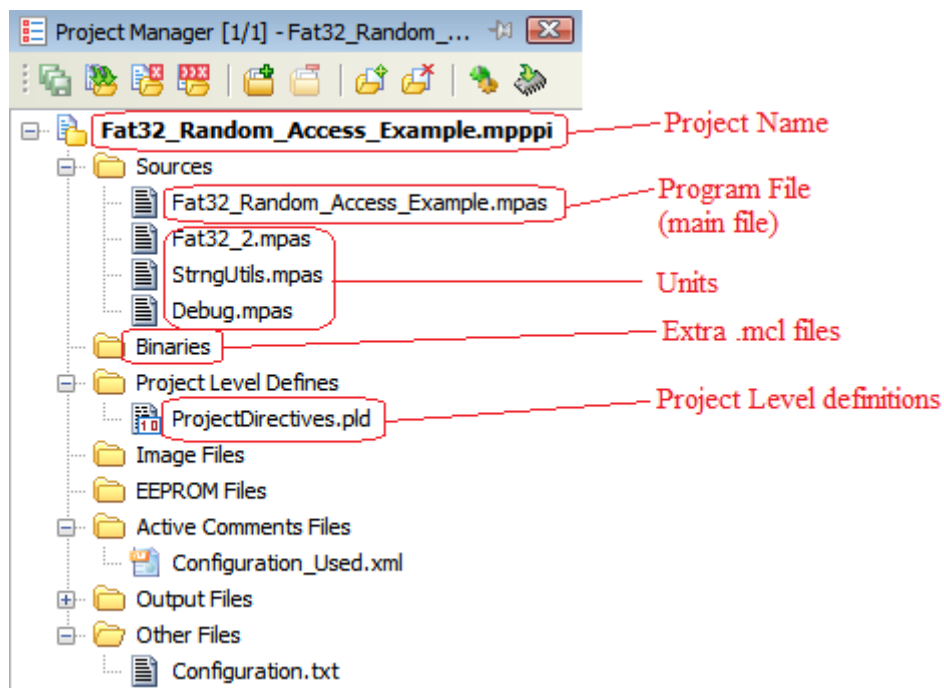 Project Manager [1/1] - Fat32_Random_...
Fat32_Random_Access_Example.mpppi
Project Name
Sources
Fat32_Random_Access_Example.mpas
Program File
(main file)
Fat32_2.mpas
StrngUtils.mpas
Units
Debug.mpas
Binaries
Extra .mcl files
Project Level Defines
ProjectDirectives.pld
Project Level definitions
Image Files
EEPROM Files
Active Comments Files
Configuration_Used.xml
Output Files
Other Files
Configuration.txt